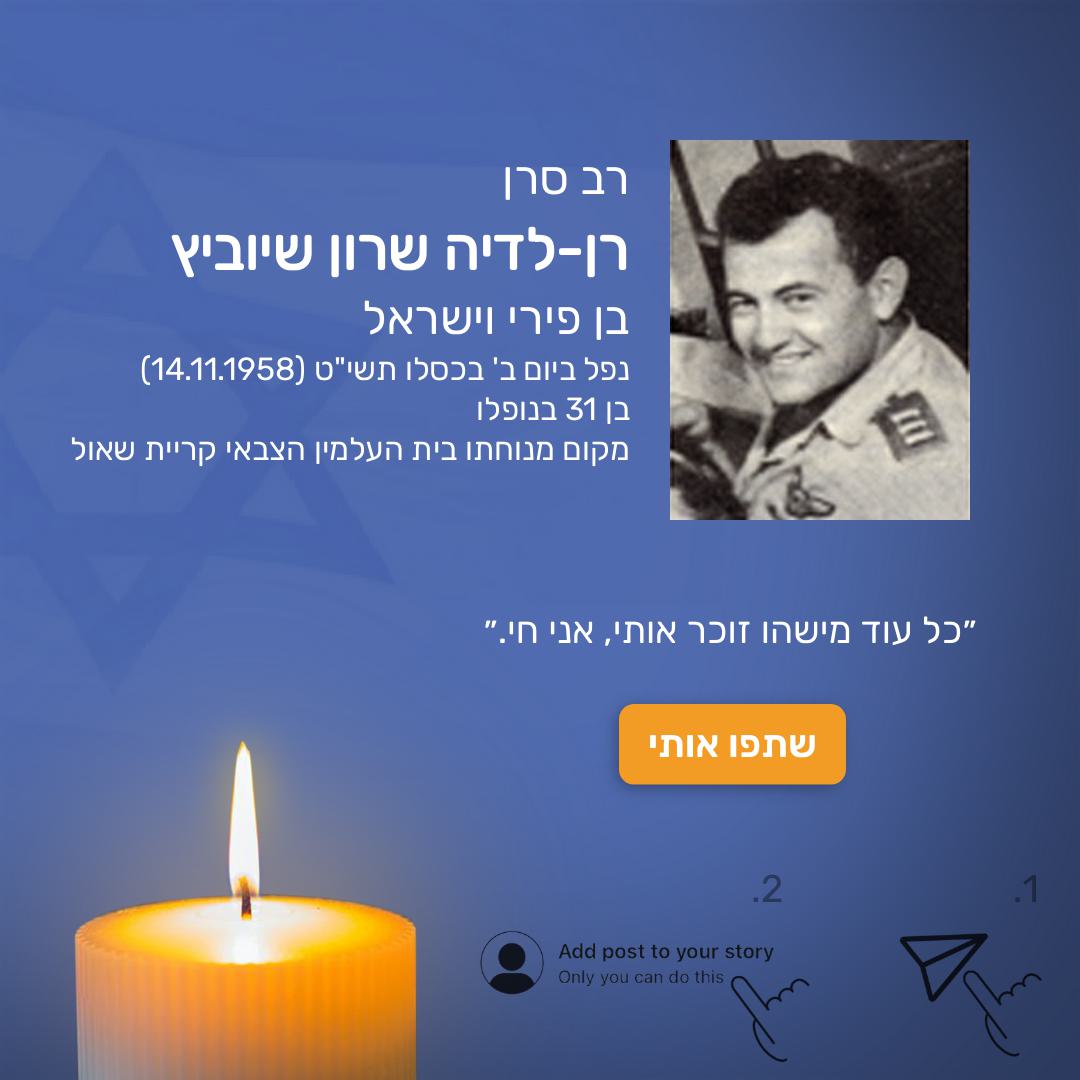 רב סרן
רן-לדיה שרון שיוביץ
בן פירי וישראל
נפל ביום ב' בכסלו תשי"ט (14.11.1958)
בן 31 בנופלו
מקום מנוחתו בית העלמין הצבאי קריית שאול
״כל עוד מישהו זוכר אותי, אני חי.״
שתפו אותי
1.
2.
Add post to your story
Only you can do this